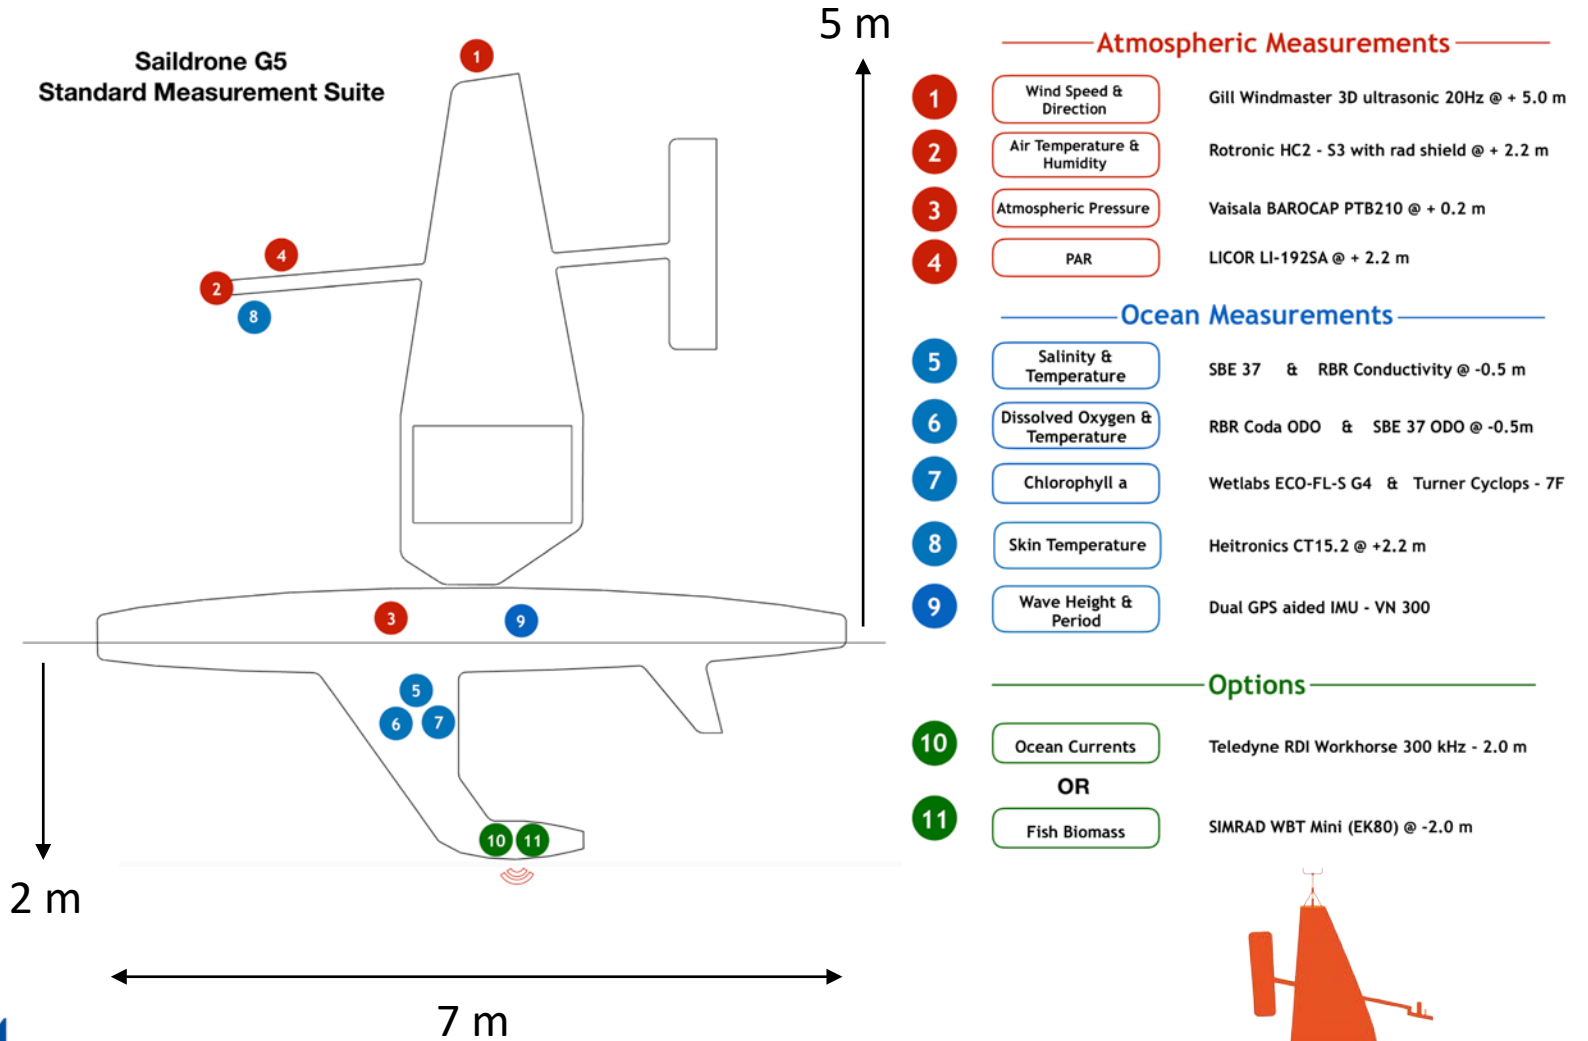 Saildrone G5
Standard Measurement Suite
5 m
2 m
7 m
1
4
2
8
3
9
5
6
7
10
11
Atmospheric Measurements
1
Wind Speed &
Direction
Gill Windmaster 3D ultrasonic 20Hz @ + 5.0 m
2
Air Temperature &
Humidity
Rotronic HC2 - S3 with rad shield @ + 2.2 m
3
Atmospheric Pressure
Vaisala BAROCAP PTB210 @ + 0.2 m
4
PAR
LICOR LI-192SA @ + 2.2 m
Ocean Measurements
5
Salinity &
Temperature
SBE 37 & RBR Conductivity @ -0.5 m
6
Dissolved Oxygen &
Temperature
RBR Coda ODO & SBE 37 ODO @ -0.5m
7
Chlorophyll a
Wetlabs ECO-FL-S G4 & Turner Cyclops - 7F
8
Skin Temperature
Heitronics CT15.2 @ +2.2 m
9
Wave Height &
Period
Dual GPS aided IMU - VN 300
Options
10
Ocean Currents
Teledyne RDI Workhorse 300 kHz - 2.0 m
OR
11
Fish Biomass
SIMRAD WBT Mini (EK80) @ -2.0 m